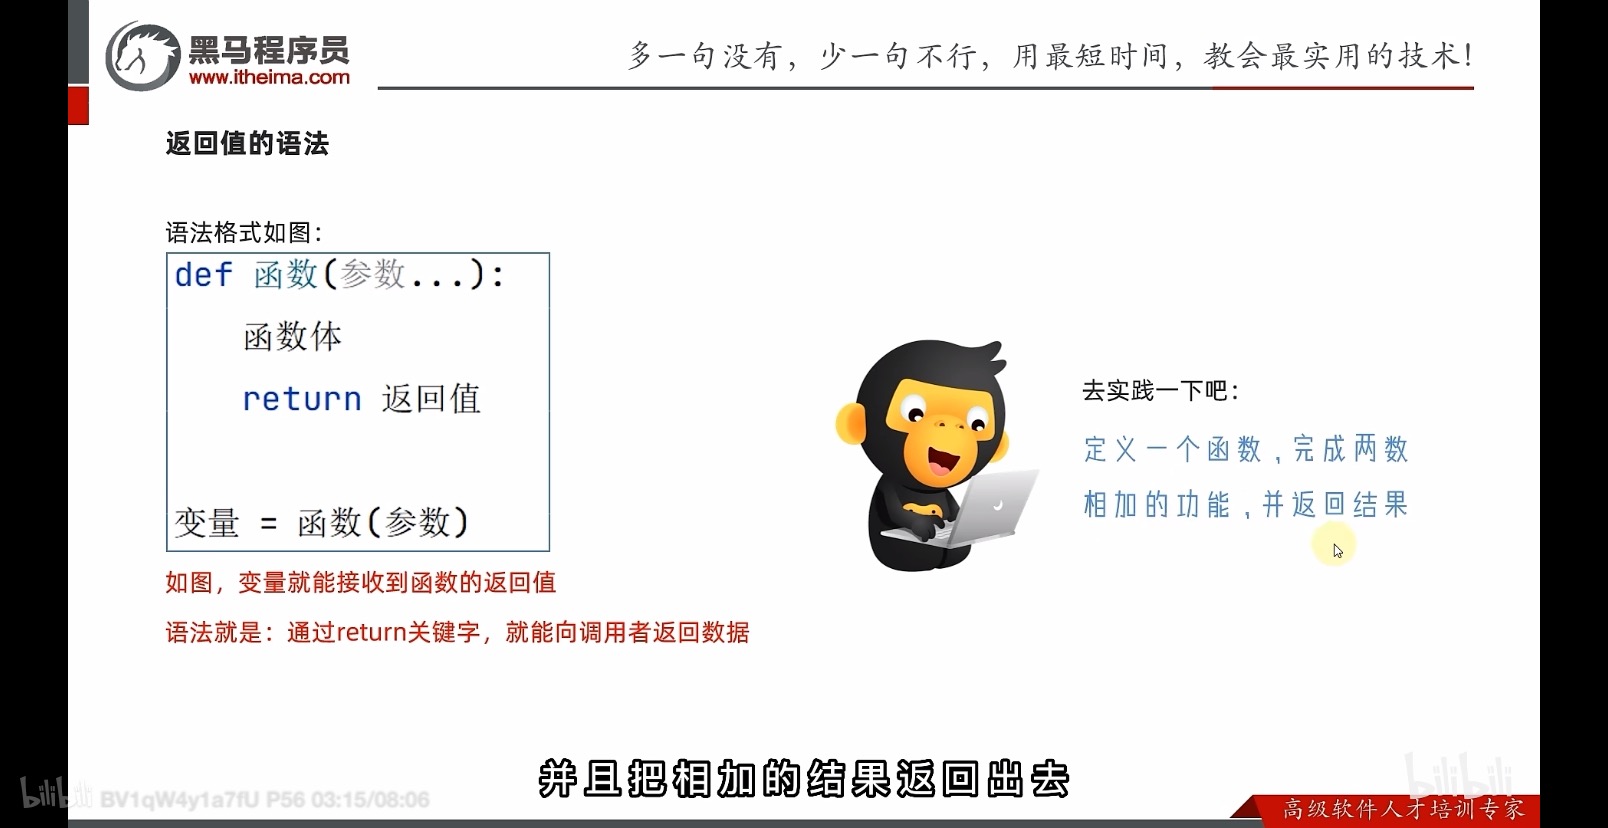 黑马程序员
www.itheima.com
多一句没有，少一句不行，用最短时间，教会最实用的技术！
返回值的语法
语法格式如图：
def 函数(参数...):
函数体
return 返回值
变量 = 函数(参数)
如图，变量就能接收到函数的返回值
语法就是：通过return关键字，就能向调用者返回数据
去实践一下吧：
定义一个函数，完成两数
相加的功能，并返回结果
并且把相加的结果返回出去
bilibili BV1qW4y1a7fU P56 03:15/08:06
bilibili
高级软件人才培训专家